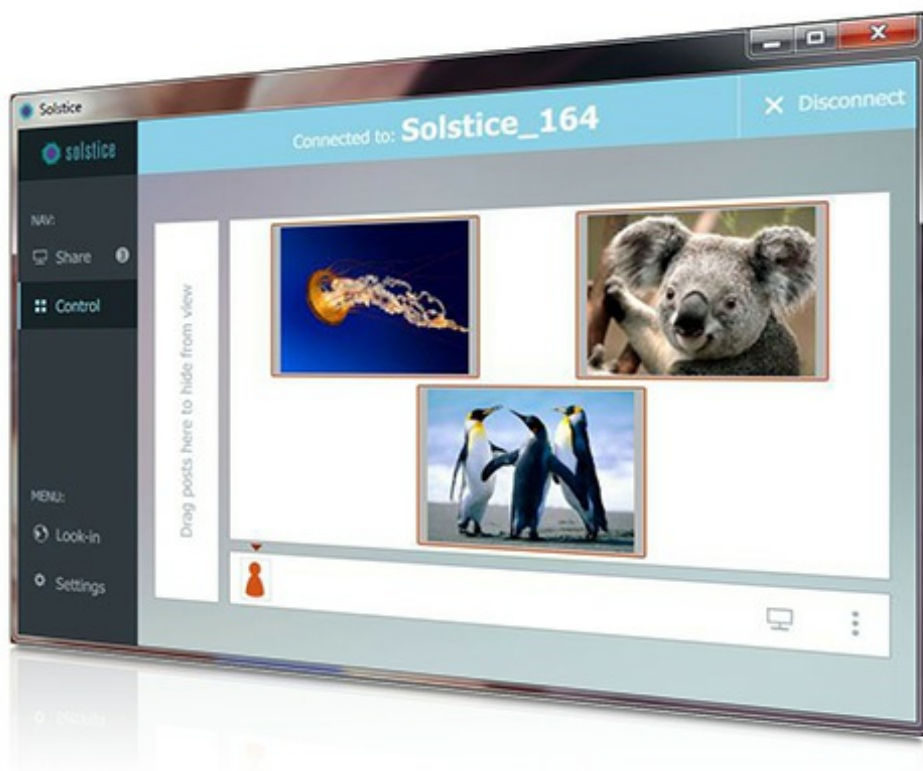 Solstice
solstice
Connected to: Solstice_164
Disconnect
NAV:
Share
Control
Drag posts here to hide from view
MENU:
Look-in
Settings